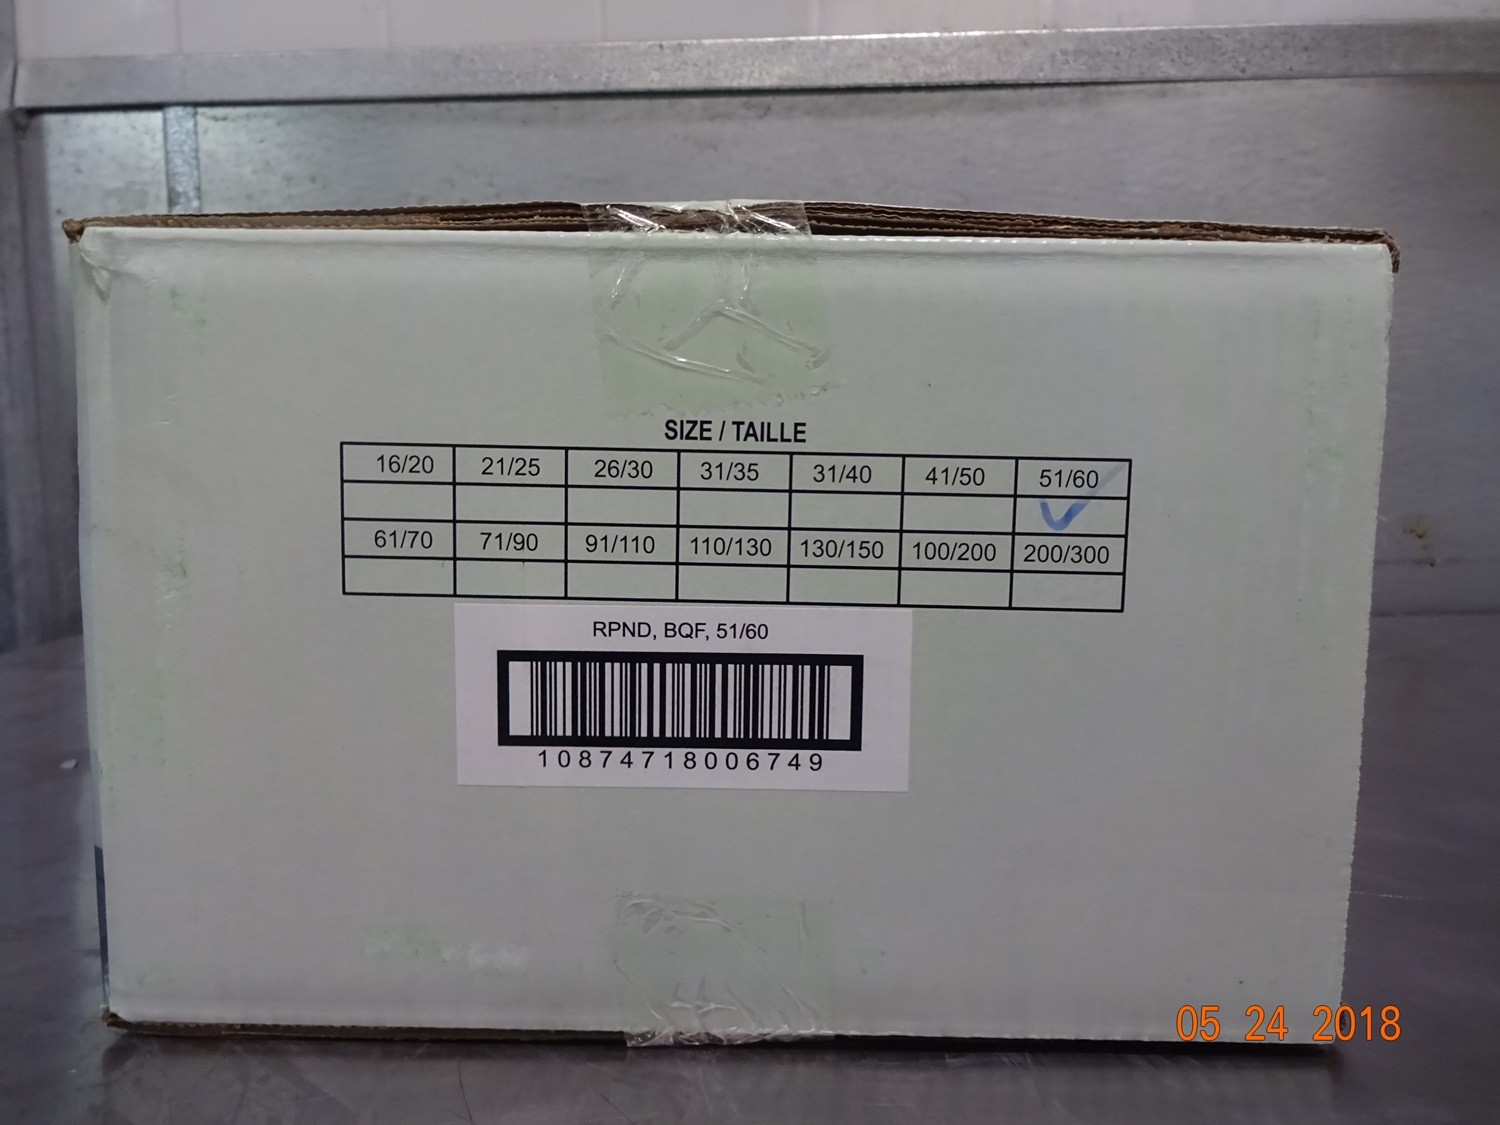 SIZE / TAILLE
16/20 21/25 26/30 31/35 31/40 41/50 51/60
61/70 71/90 91/110 110/130 130/150 100/200 200/300
RPND, BQF, 51/60
10874718006749
05 24 2018